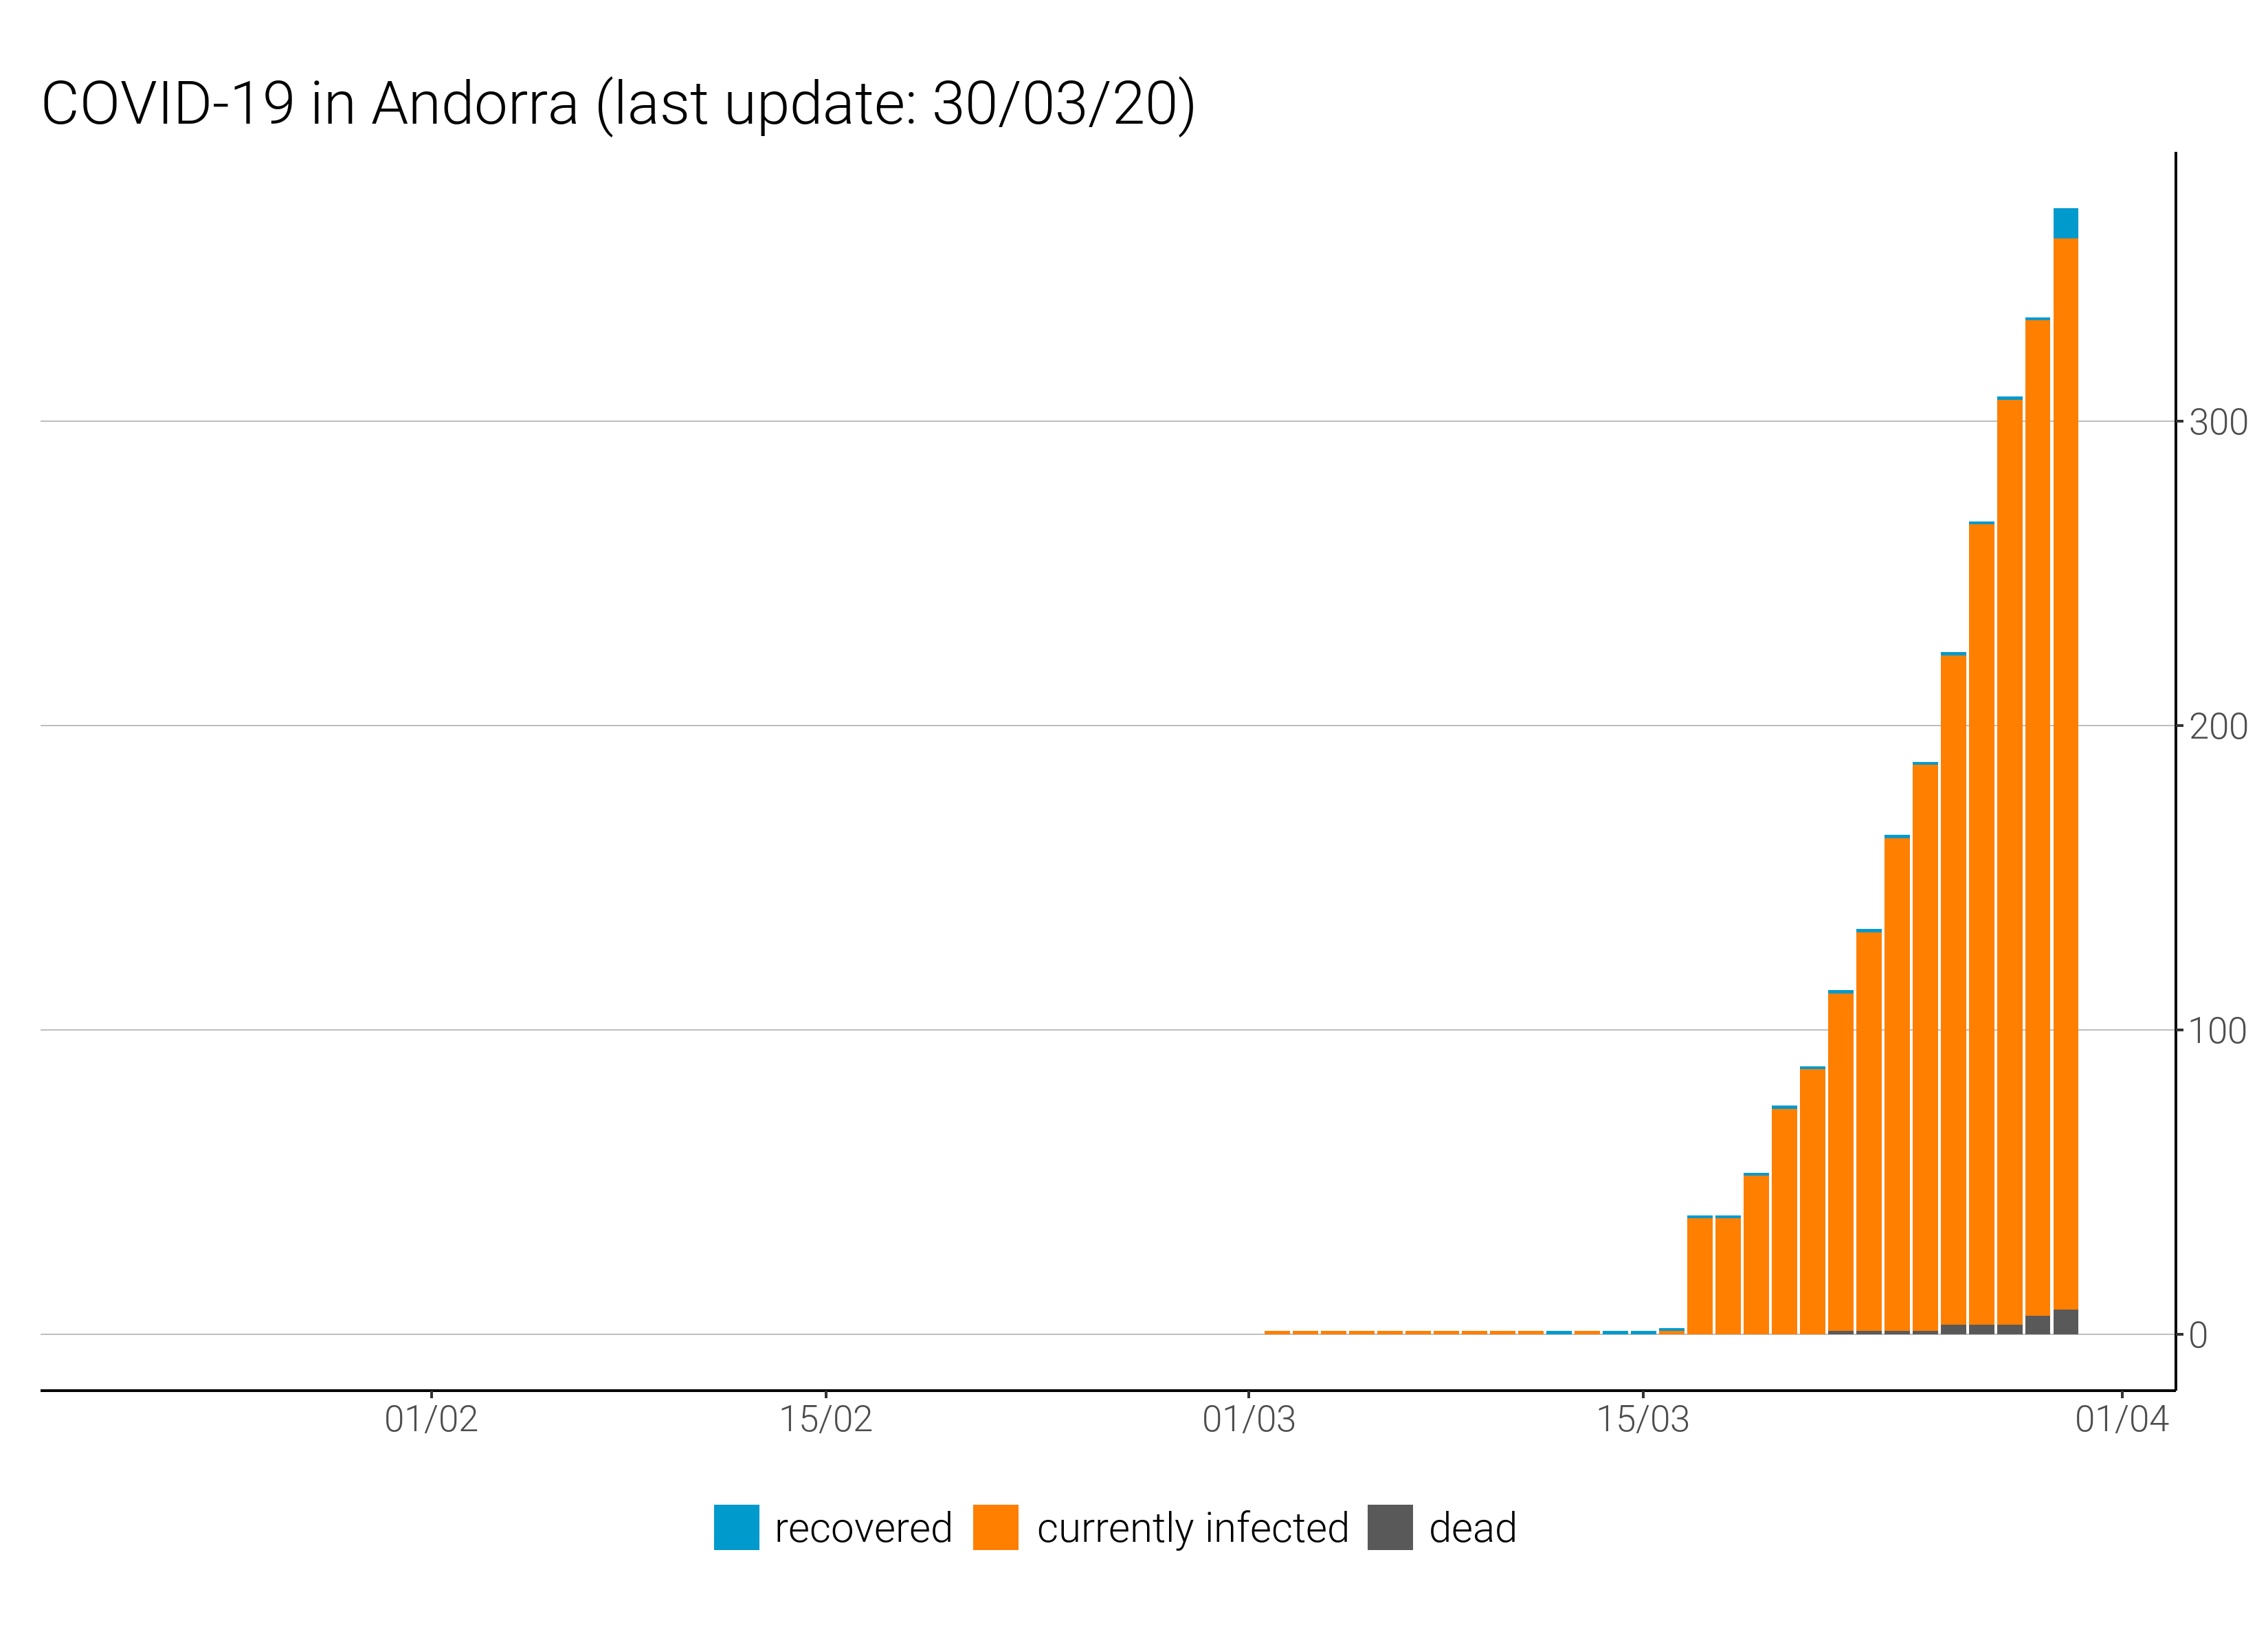 COVID-19 in Andorra (last update: 30/03/20)
300
200
100
0
01/02 15/02 01/03 15/03 01/04
recovered currently infected dead